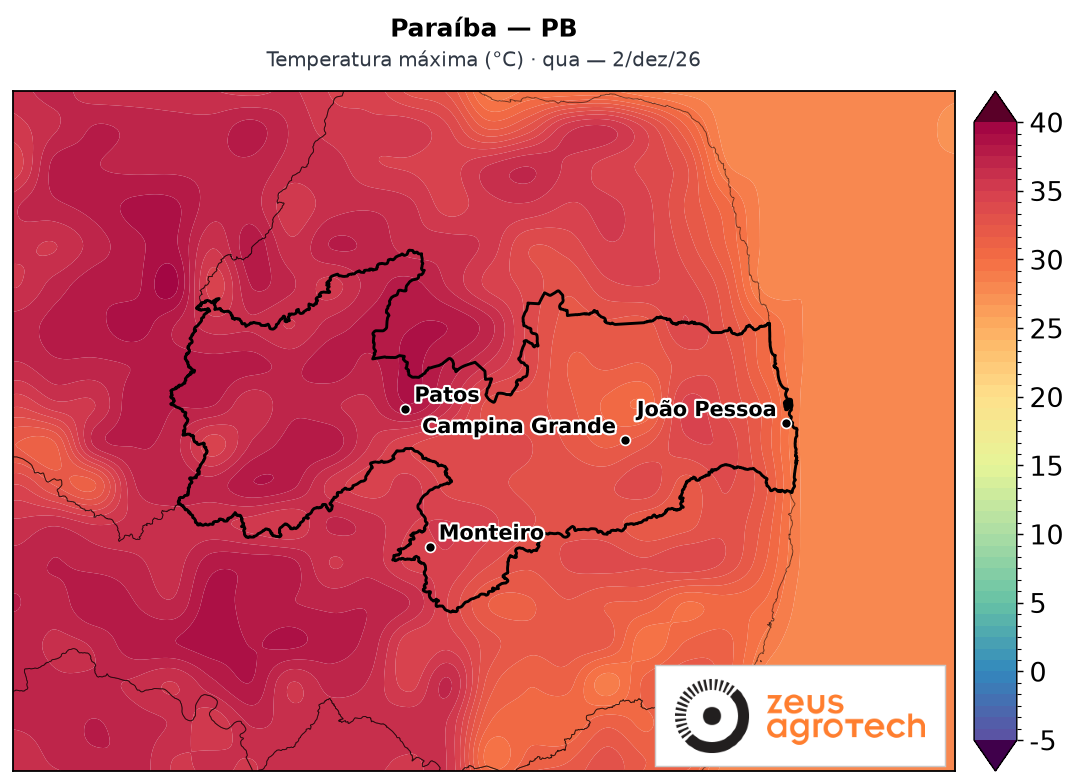 Paraíba — PB
Temperatura máxima (°C) · qua — 2/dez/26
40
35
30
25
20
15
10
5
0
-5
Patos
Campina Grande
João Pessoa
Monteiro
zeus
agrotech